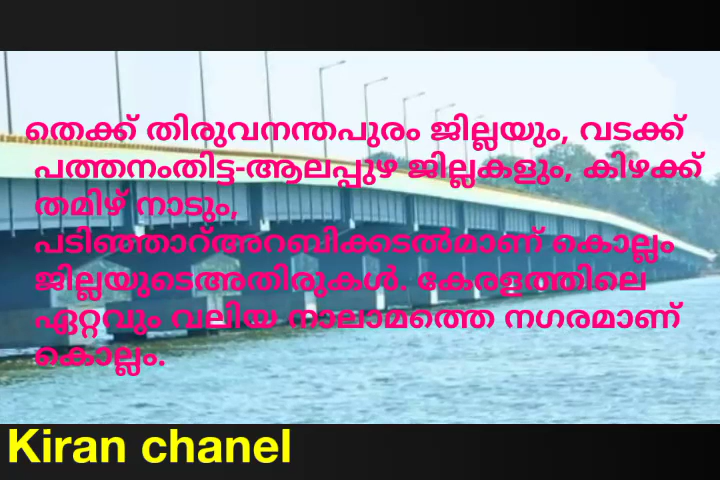 തെക്ക് തിരുവനന്തപുരം ജില്ലയും, വടക്ക്
പത്തനംതിട്ട-ആലപ്പുഴ ജില്ലകളും, കിഴക്ക്
തമിഴ് നാടും,
പടിഞ്ഞാറ്അറബിക്കടൽമാണ് കൊല്ലം
ജില്ലയുടെഅതിരുകൾ. കേരളത്തിലെ
ഏറ്റവും വലിയ നാലാമത്തെ നഗരമാണ്
കൊല്ലം.
Kiran chanel